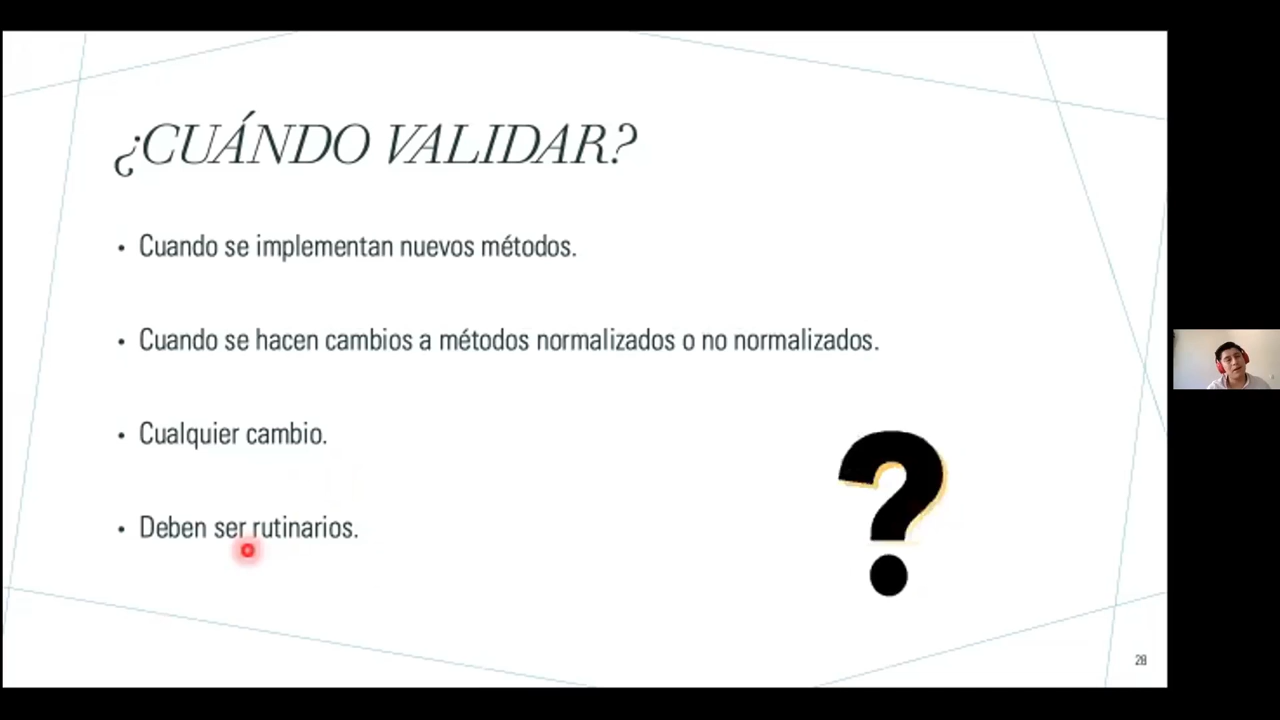 ¿CUÁNDO VALIDAR?
• Cuando se implementan nuevos métodos.
• Cuando se hacen cambios a métodos normalizados o no normalizados.
• Cualquier cambio.
• Deben ser rutinarios.
?
28